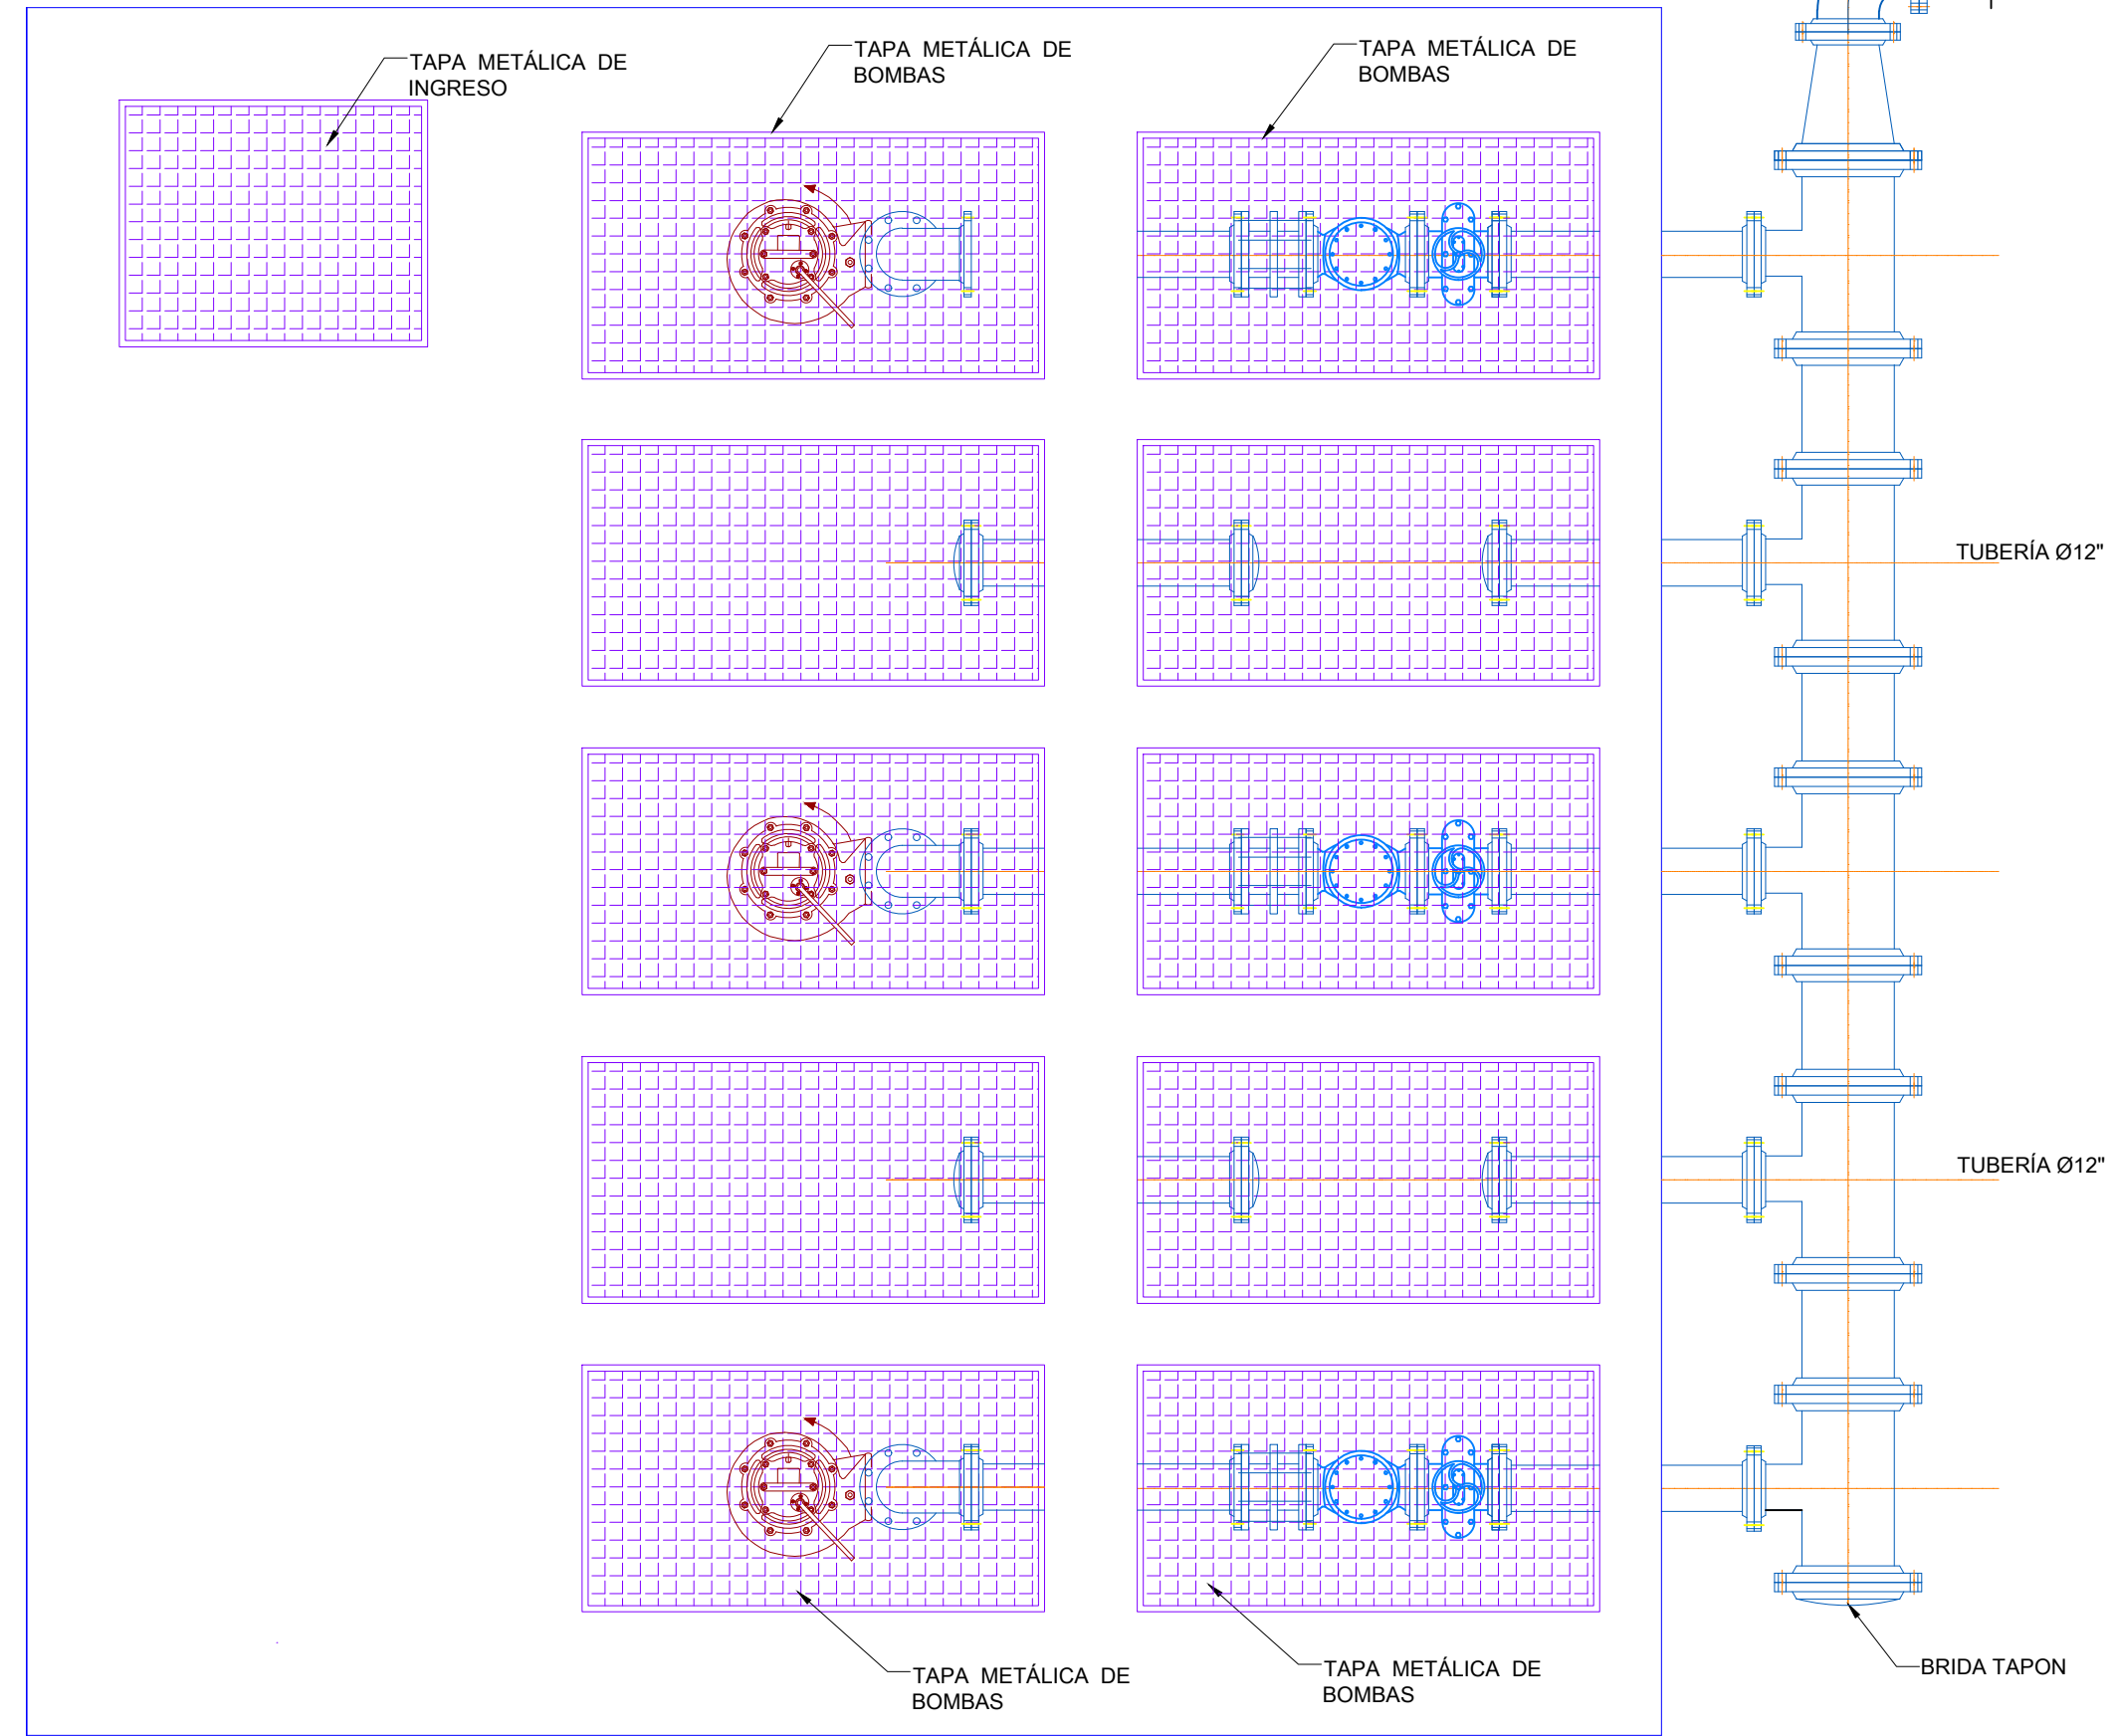 TAPA METÁLICA DE
INGRESO
TAPA METÁLICA DE
BOMBAS
TAPA METÁLICA DE
BOMBAS
TUBERÍA Ø12"
TUBERÍA Ø12"
TAPA METÁLICA DE
BOMBAS
TAPA METÁLICA DE
BOMBAS
BRIDA TAPON